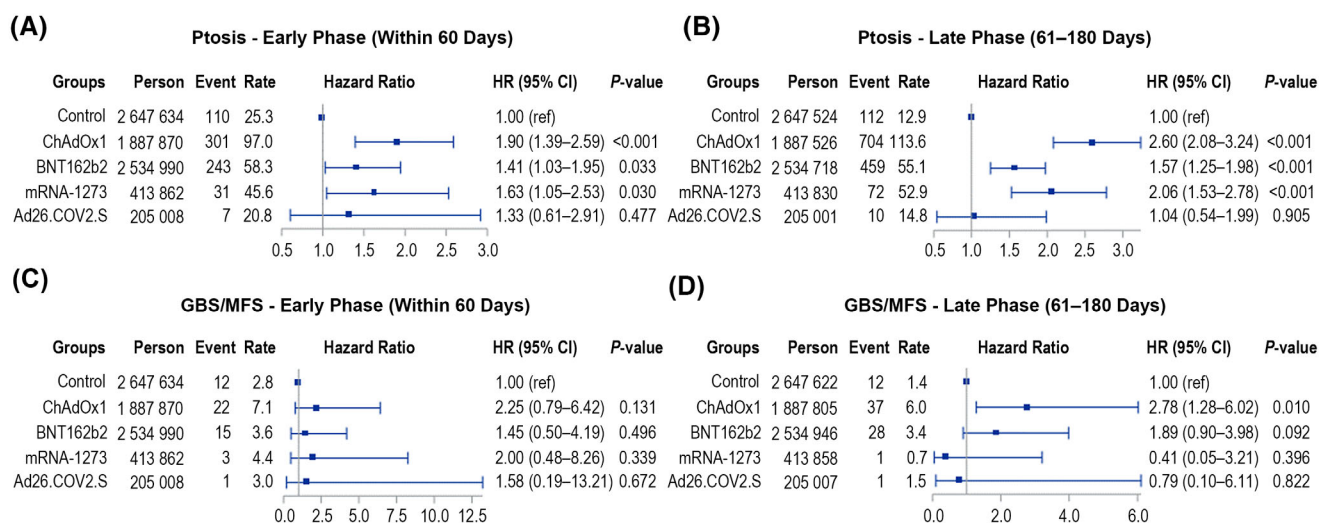 (A)
Ptosis - Early Phase (Within 60 Days)
Groups Person Event Rate Hazard Ratio HR (95% CI) P-value
Control 2 647 634 110 25.3 1.00 (ref)
ChAdOx1 1 887 870 301 97.0 1.90 (1.39–2.59) <0.001
BNT162b2 2 534 990 243 58.3 1.41 (1.03–1.95) 0.033
mRNA-1273 413 862 31 45.6 1.63 (1.05–2.53) 0.030
Ad26.COV2.S 205 008 7 20.8 1.33 (0.61–2.91) 0.477
0.5 1.0 1.5 2.0 2.5 3.0
(B)
Ptosis - Late Phase (61–180 Days)
Groups Person Event Rate Hazard Ratio HR (95% CI) P-value
Control 2 647 524 112 12.9 1.00 (ref)
ChAdOx1 1 887 526 704 113.6 2.60 (2.08–3.24) <0.001
BNT162b2 2 534 718 459 55.1 1.57 (1.25–1.98) <0.001
mRNA-1273 413 830 72 52.9 2.06 (1.53–2.78) <0.001
Ad26.COV2.S 205 001 10 14.8 1.04 (0.54–1.99) 0.905
0.5 1.0 1.5 2.0 3.0
(C)
GBS/MFS - Early Phase (Within 60 Days)
Groups Person Event Rate Hazard Ratio HR (95% CI) P-value
Control 2 647 634 12 2.8 1.00 (ref)
ChAdOx1 1 887 870 22 7.1 2.25 (0.79–6.42) 0.131
BNT162b2 2 534 990 15 3.6 1.45 (0.50–4.19) 0.496
mRNA-1273 413 862 3 4.4 2.00 (0.48–8.26) 0.339
Ad26.COV2.S 205 008 1 3.0 1.58 (0.19–13.21) 0.672
0.0 2.5 5.0 7.5 10.0 12.5
(D)
GBS/MFS - Late Phase (61–180 Days)
Groups Person Event Rate Hazard Ratio HR (95% CI) P-value
Control 2 647 622 12 1.4 1.00 (ref)
ChAdOx1 1 887 805 37 6.0 2.78 (1.28–6.02) 0.010
BNT162b2 2 534 946 28 3.4 1.89 (0.90–3.98) 0.092
mRNA-1273 413 858 1 0.7 0.41 (0.05–3.21) 0.396
Ad26.COV2.S 205 007 1 1.5 0.79 (0.10–6.11) 0.822
0.0 2.0 4.0 6.0